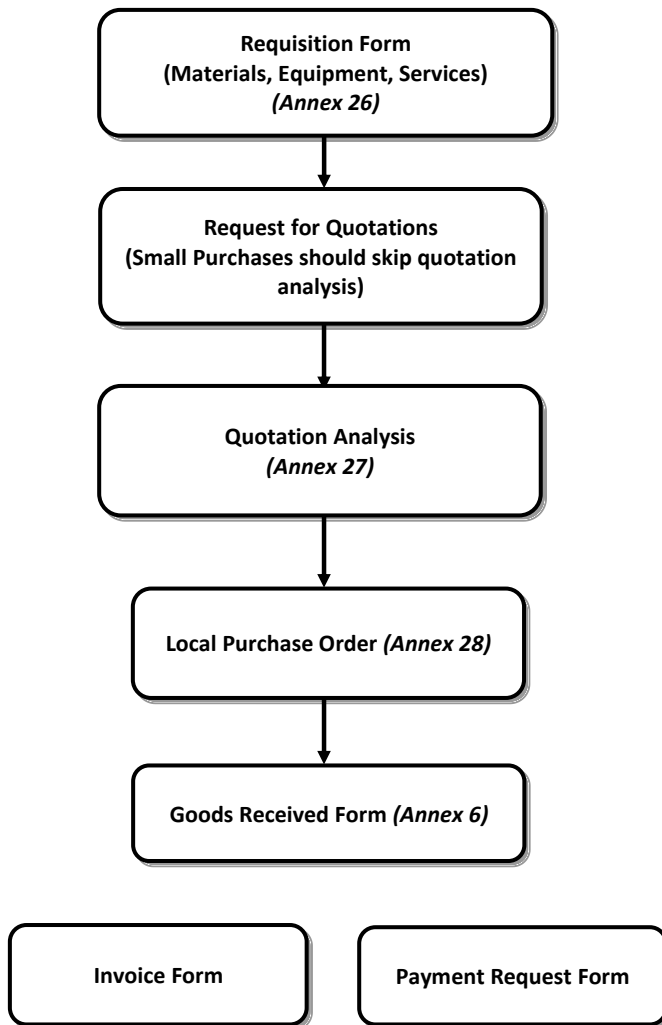 Requisition Form
(Materials, Equipment, Services)
(Annex 26)
Request for Quotations
(Small Purchases should skip quotation
analysis)
Quotation Analysis
(Annex 27)
Local Purchase Order (Annex 28)
Goods Received Form (Annex 6)
Invoice Form
Payment Request Form